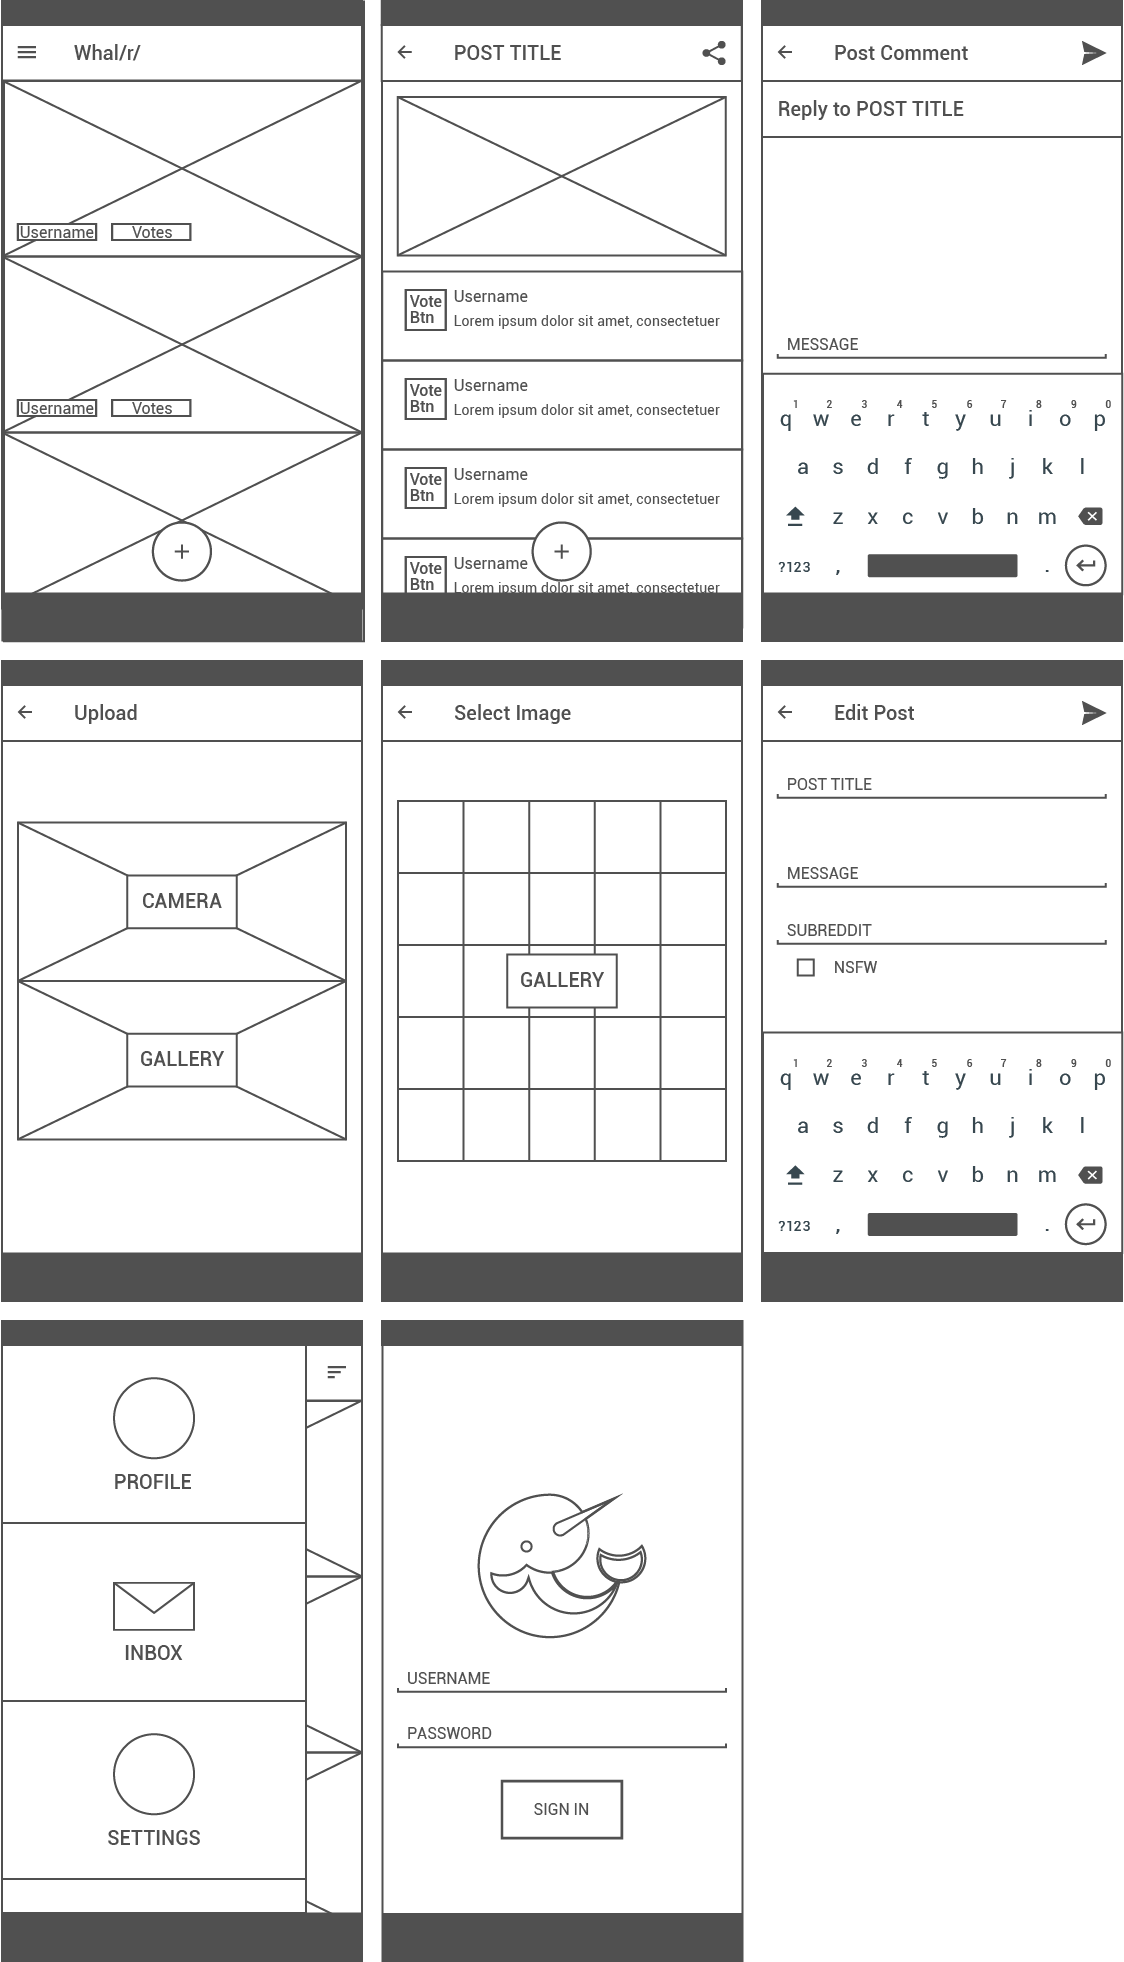 Whal/r/
Username Votes
Username Votes
POST TITLE
Vote Btn Username
Lorem ipsum dolor sit amet, consectetuer
Vote Btn Username
Lorem ipsum dolor sit amet, consectetuer
Vote Btn Username
Lorem ipsum dolor sit amet, consectetuer
Vote Btn Username
Lorem ipsum dolor sit amet, consectetuer
Post Comment
Reply to POST TITLE
MESSAGE
1 2 3 4 5 6 7 8 9 0
q w e r t y u i o p
a s d f g h j k l
z x c v b n m
?123 , .
Upload
CAMERA
GALLERY
Select Image
GALLERY
Edit Post
POST TITLE
MESSAGE
SUBREDDIT
NSFW
1 2 3 4 5 6 7 8 9 0
q w e r t y u i o p
a s d f g h j k l
z x c v b n m
?123 , .
PROFILE
INBOX
SETTINGS
USERNAME
PASSWORD
SIGN IN